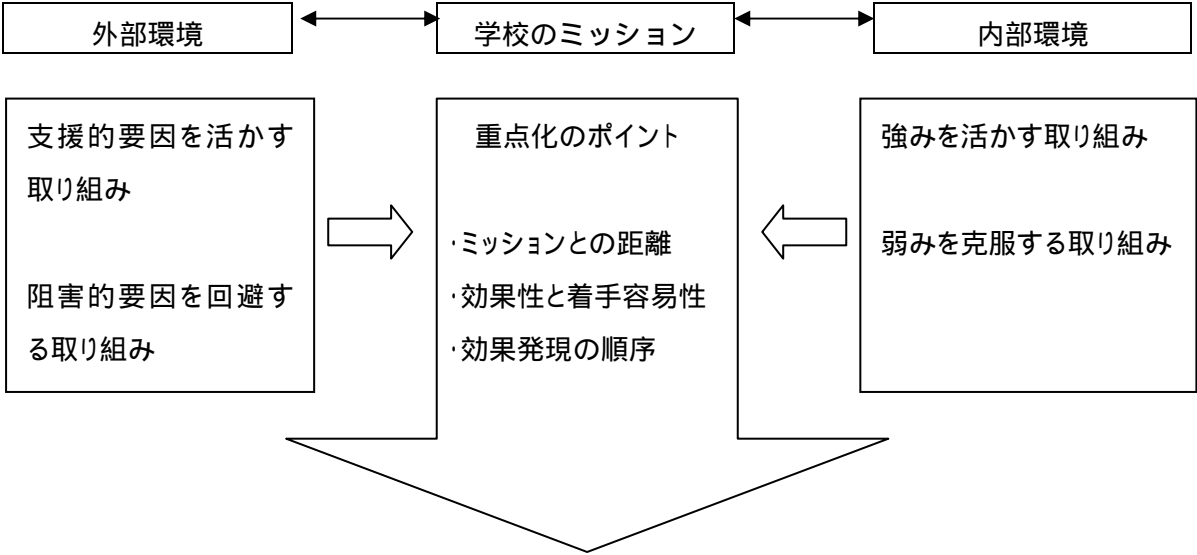 外部環境
学校のミッション
内部環境
支援的要因を活かす
取り組み
阻害的要因を回避す
る取り組み
重点化のポイント
・ミッションとの距離
・効果性と着手容易性
・効果発現の順序
強みを活かす取り組み
弱みを克服する取り組み